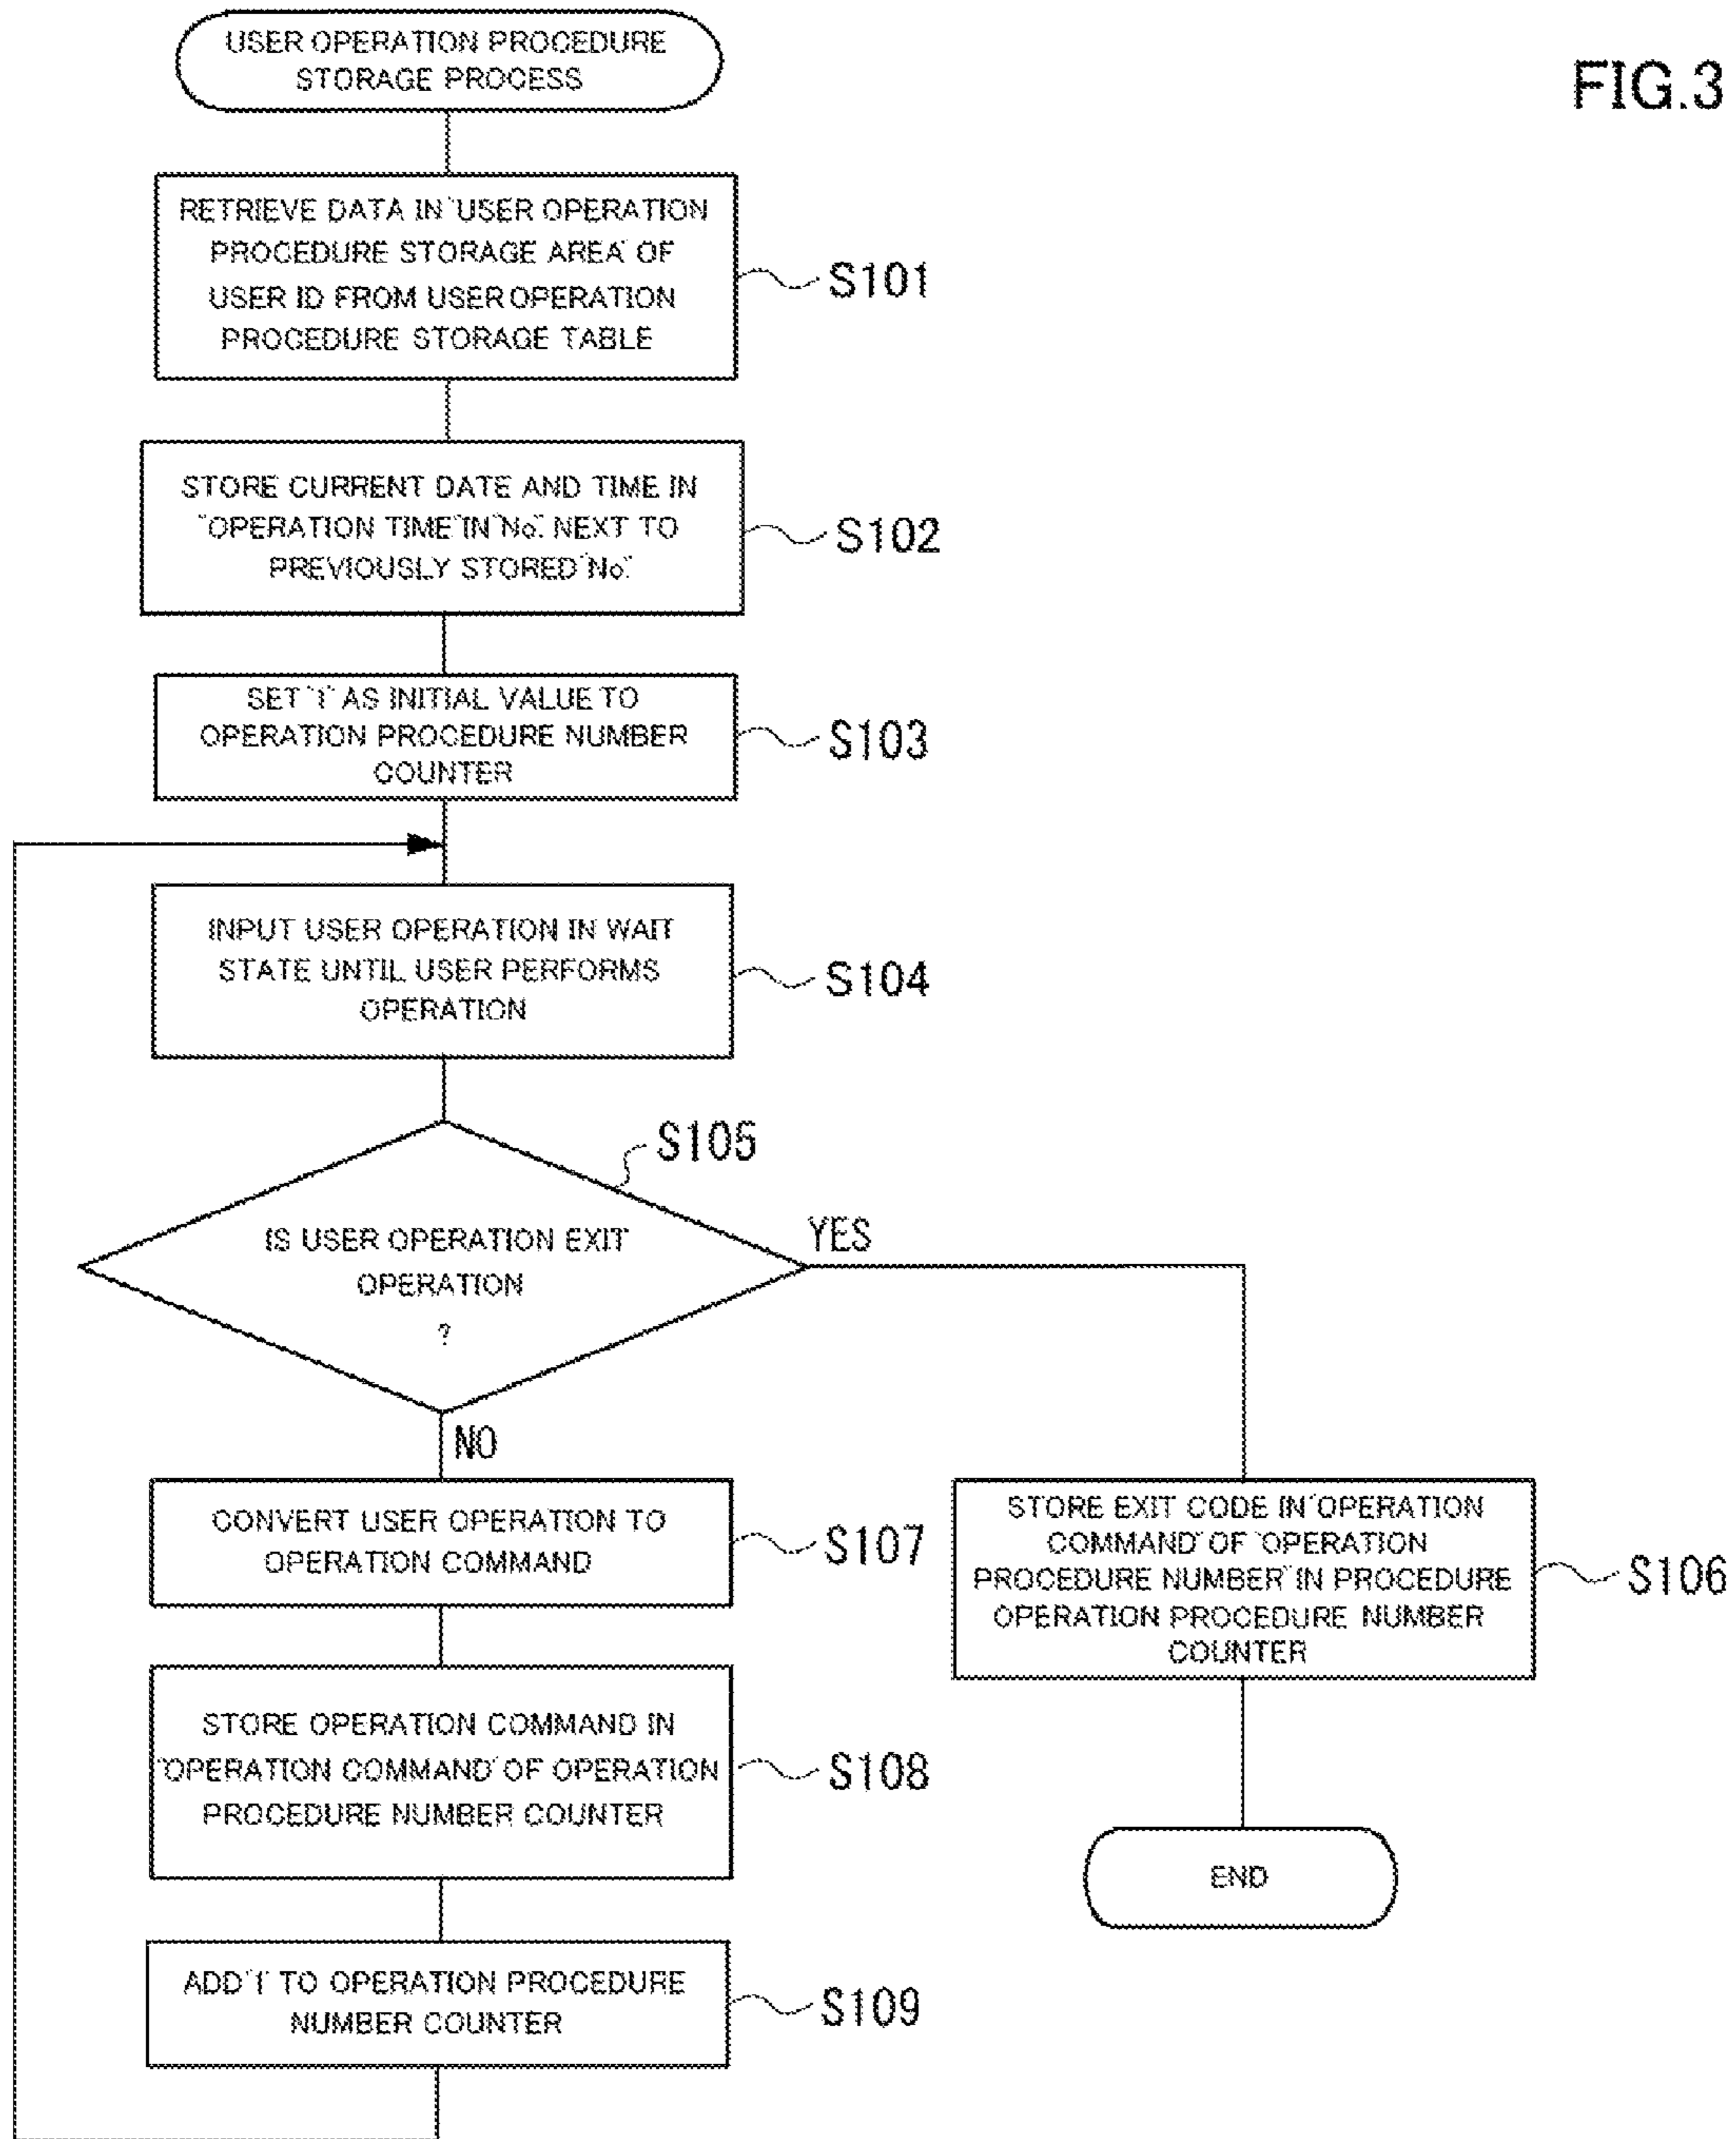 FIG.3
USER OPERATION PROCEDURE
STORAGE PROCESS
RETRIEVE DATA IN "USER OPERATION
PROCEDURE STORAGE AREA" OF
USER ID FROM USER OPERATION
PROCEDURE STORAGE TABLE
S101
STORE CURRENT DATE AND TIME IN
"OPERATION TIME" IN "No." NEXT TO
PREVIOUSLY STORED "No."
S102
SET "1" AS INITIAL VALUE TO
OPERATION PROCEDURE NUMBER
COUNTER
S103
INPUT USER OPERATION IN WAIT
STATE UNTIL USER PERFORMS
OPERATION
S104
S105
IS USER OPERATION EXIT
OPERATION
?
YES
NO
CONVERT USER OPERATION TO
OPERATION COMMAND
S107
STORE EXIT CODE IN "OPERATION
COMMAND" OF "OPERATION
PROCEDURE NUMBER" IN PROCEDURE
OPERATION PROCEDURE NUMBER
COUNTER
S106
STORE OPERATION COMMAND IN
"OPERATION COMMAND" OF OPERATION
PROCEDURE NUMBER COUNTER
S108
END
ADD "1" TO OPERATION PROCEDURE
NUMBER COUNTER
S109